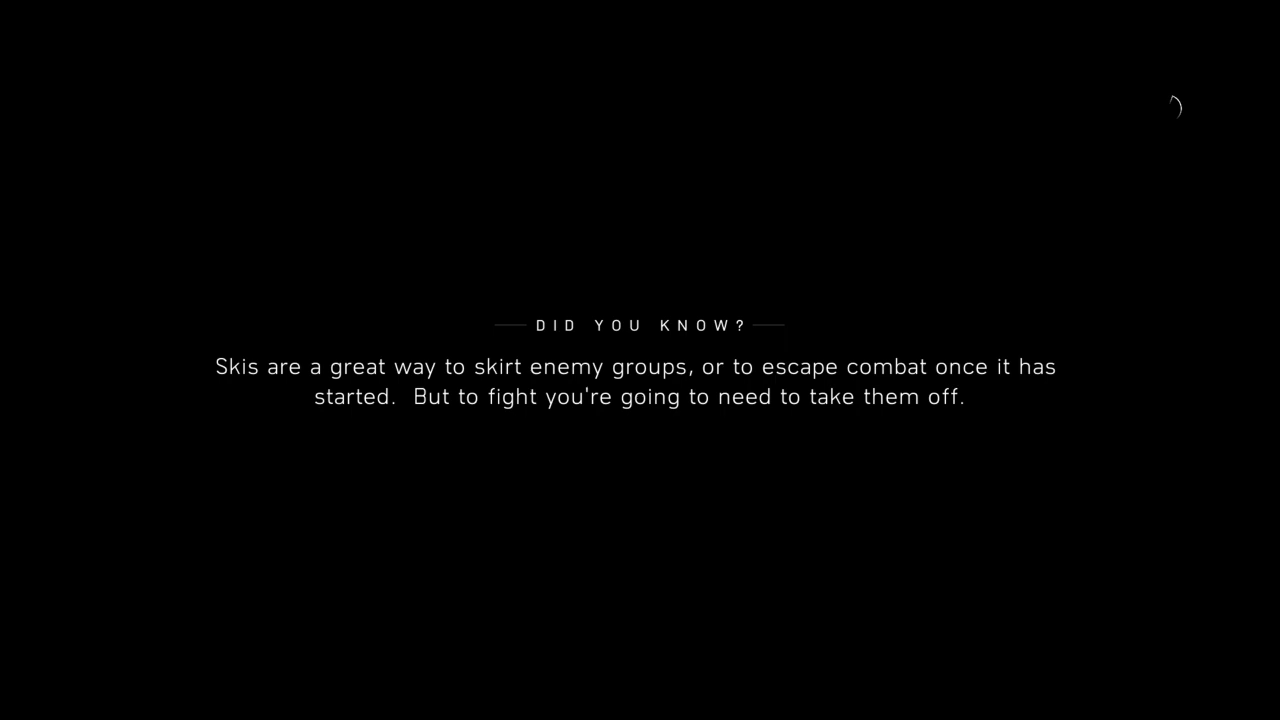 DID YOU KNOW?
Skis are a great way to skirt enemy groups, or to escape combat once it has
started.  But to fight you're going to need to take them off.